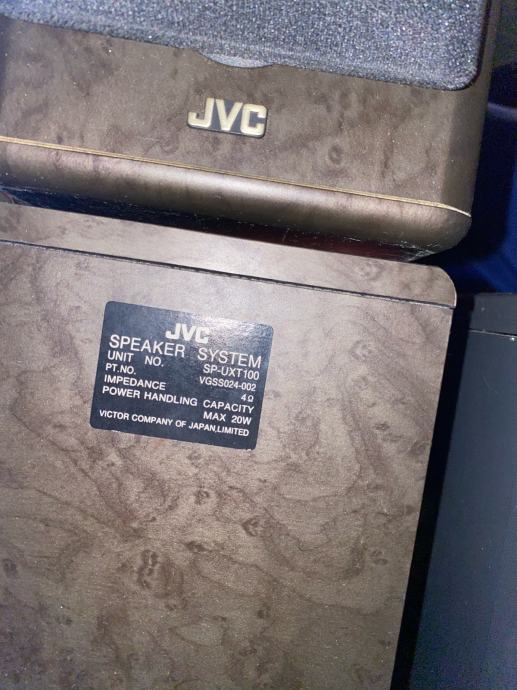 JVC
JVC
SPEAKER SYSTEM
UNIT NO. SP-UXT100
PT.NO. VGSS024-002
IMPEDANCE 4Ω
POWER HANDLING CAPACITY
MAX 20W
VICTOR COMPANY OF JAPAN,LIMITED